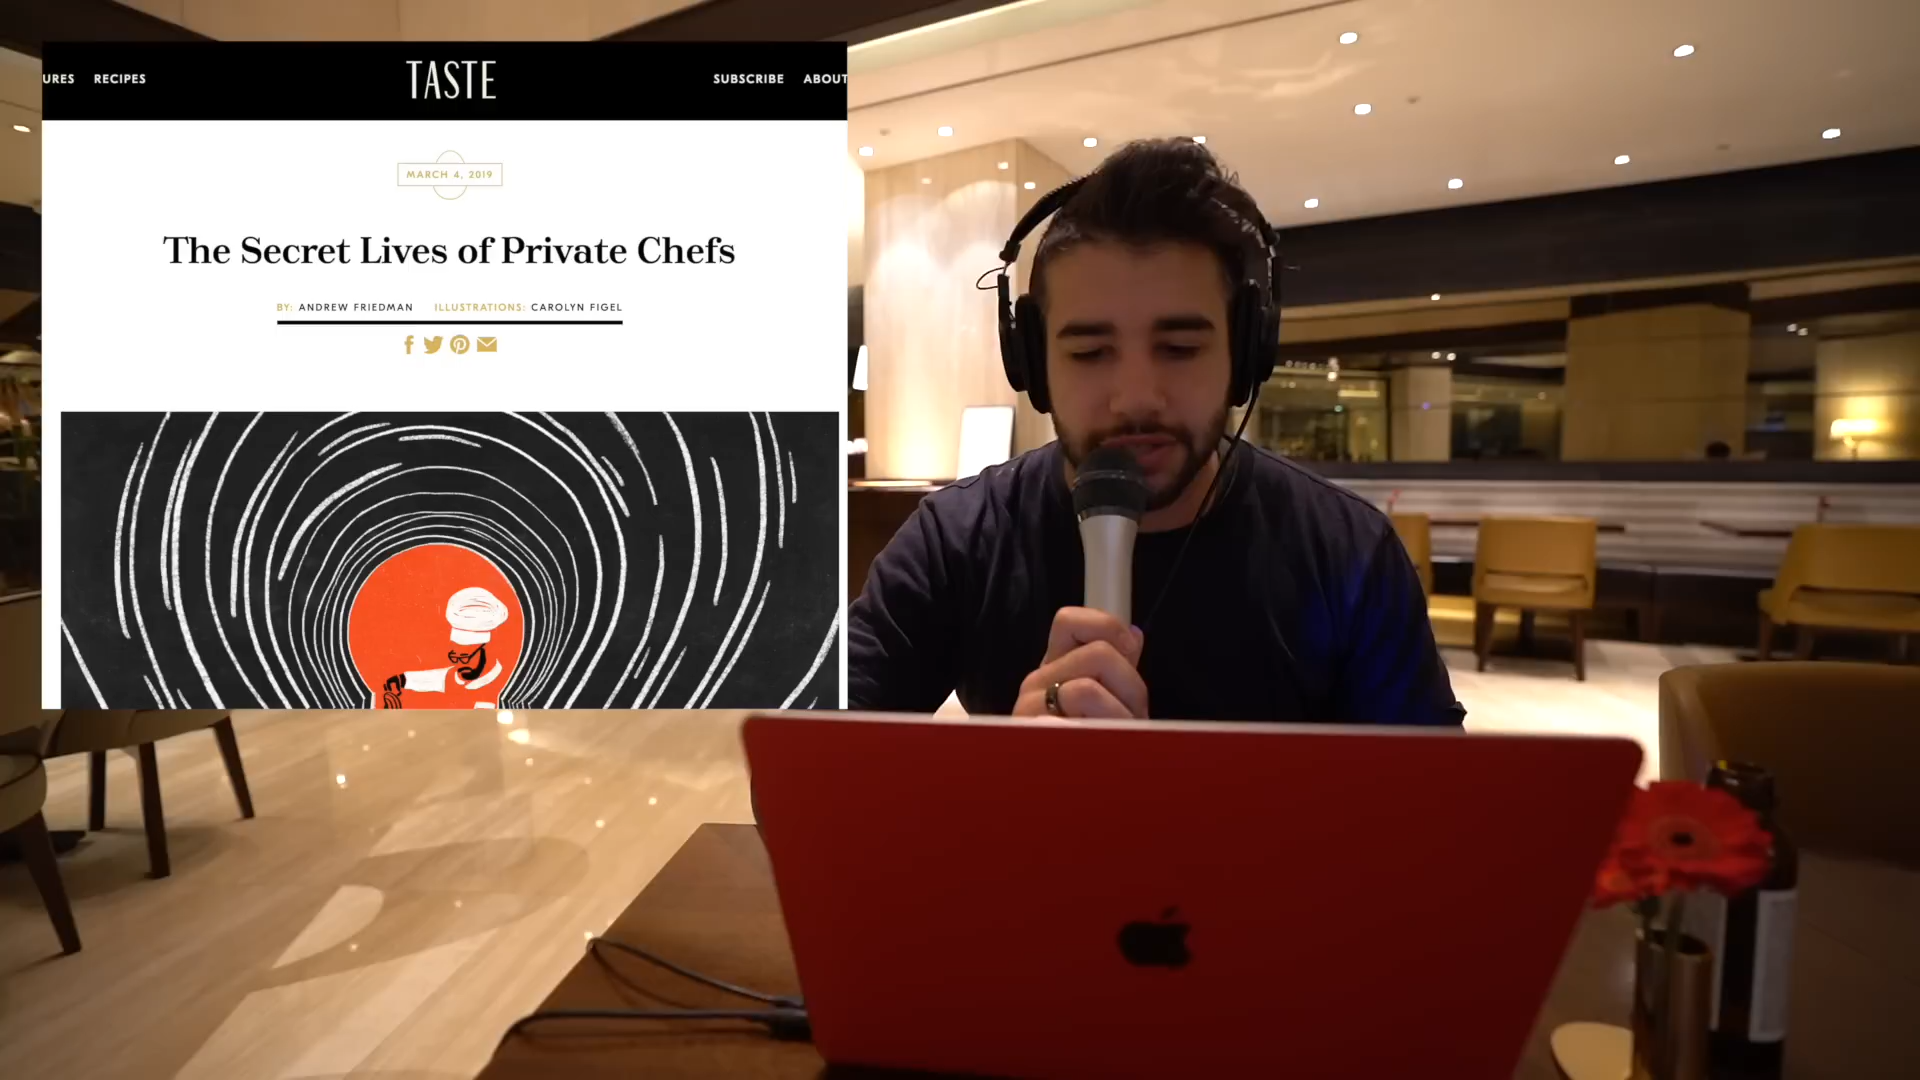 URES RECIPES TASTE SUBSCRIBE ABOUT
MARCH 4, 2019
The Secret Lives of Private Chefs
BY: ANDREW FRIEDMAN ILLUSTRATIONS: CAROLYN FIGEL